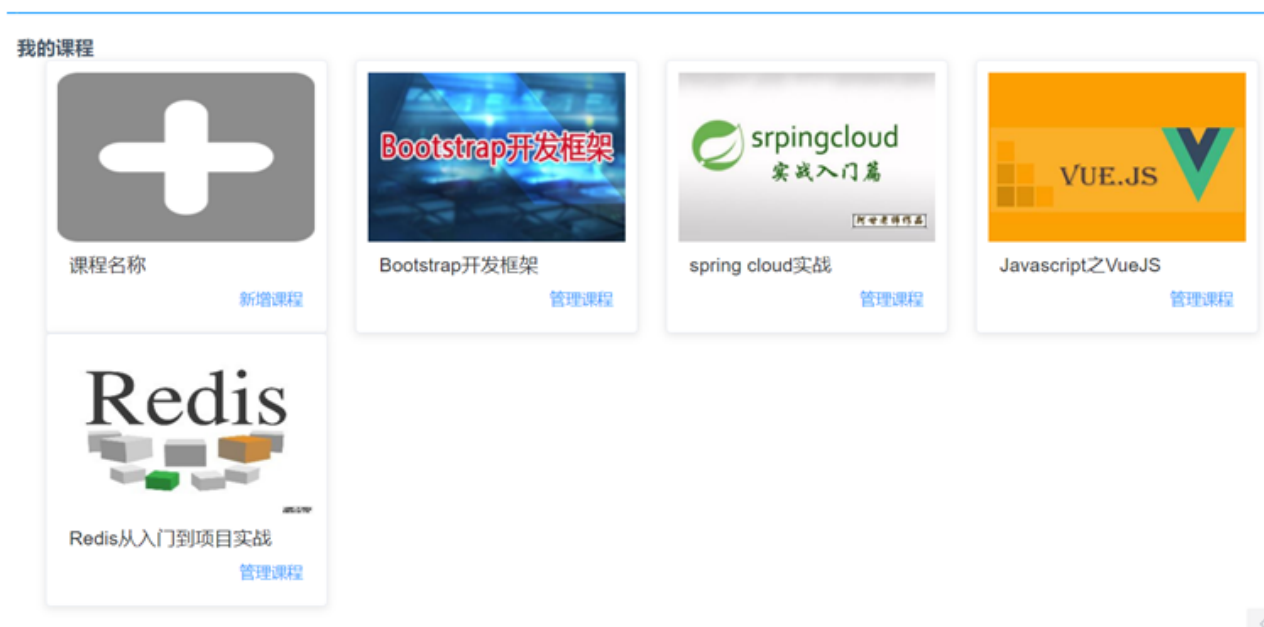 我的课程
Bootstrap开发框架
srpingcloud
实战入门篇
VUE.JS
课程名称
Bootstrap开发框架
spring cloud实战
Javascript之VueJS
新增课程
管理课程
管理课程
管理课程
Redis
Redis从入门到项目实战
管理课程